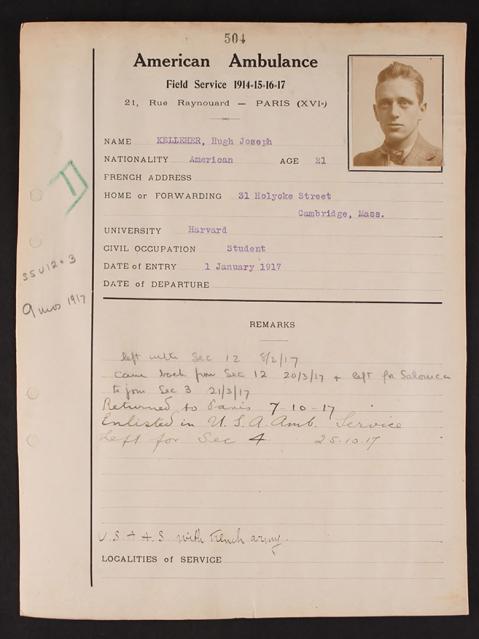 504
American Ambulance
Field Service 1914-15-16-17
21, Rue Raynouard — PARIS (XVIe)
NAME KELLEHER, Hugh Joseph
NATIONALITY American AGE 21
FRENCH ADDRESS
HOME or FORWARDING 31 Holyoke Street
Cambridge, Mass.
UNIVERSITY Harvard
CIVIL OCCUPATION Student
DATE of ENTRY 1 January 1917
DATE of DEPARTURE
SSU 12 + 3
9 mos 1917
REMARKS
left with Sec 12 8/2/17
Came back from Sec 12 20/3/17 + left for Salonica
to join Sec 3 21/3/17
Returned to Paris 7-10-17
Enlisted in U.S.A. Amb. Service
Left for Sec 4 25.10.17
U.S.A.A.S with French army.
LOCALITIES of SERVICE